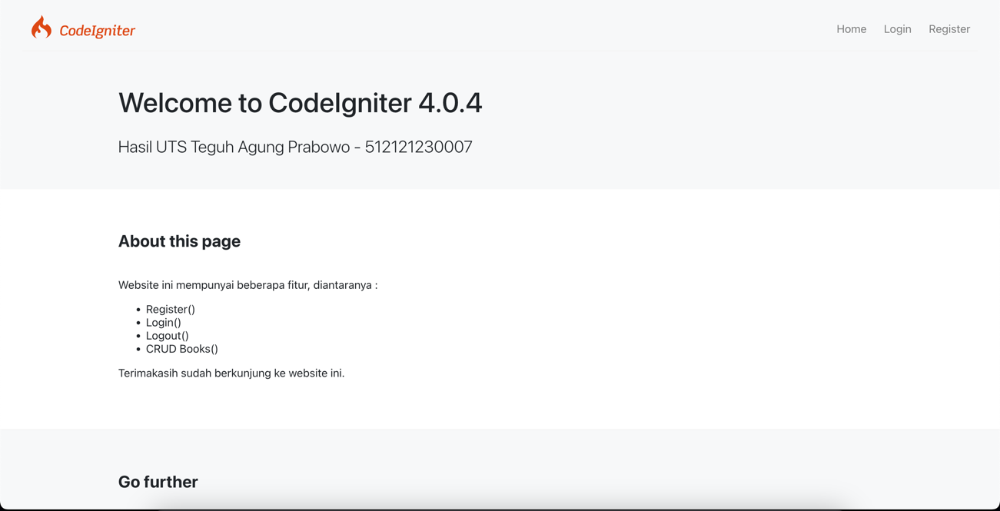 CodeIgniter
Home Login Register
Welcome to CodeIgniter 4.0.4
Hasil UTS Teguh Agung Prabowo - 512121230007
About this page
Website ini mempunyai beberapa fitur, diantaranya :
Register()
Login()
Logout()
CRUD Books()
Terimakasih sudah berkunjung ke website ini.
Go further